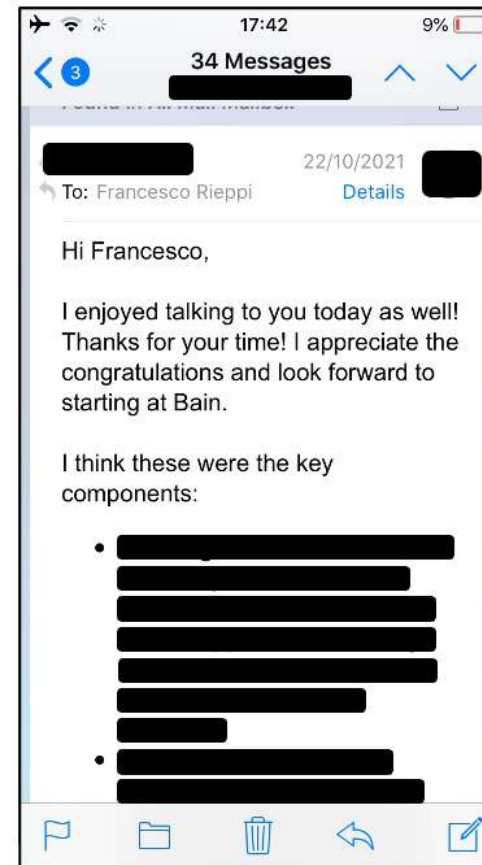 17:42
9%
3
34 Messages
22/10/2021
To: Francesco Rieppi
Details
Hi Francesco,
I enjoyed talking to you today as well!
Thanks for your time! I appreciate the
congratulations and look forward to
starting at Bain.
I think these were the key
components: